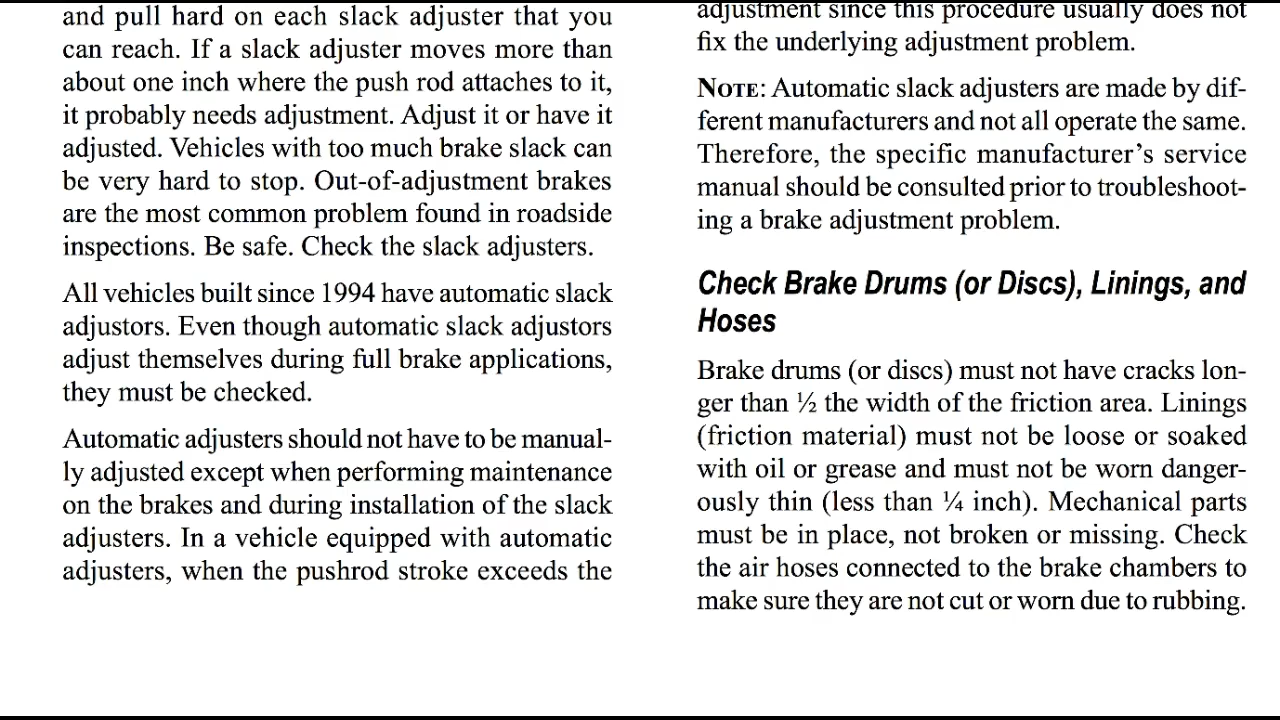 and pull hard on each slack adjuster that you
can reach. If a slack adjuster moves more than
about one inch where the push rod attaches to it,
it probably needs adjustment. Adjust it or have it
adjusted. Vehicles with too much brake slack can
be very hard to stop. Out-of-adjustment brakes
are the most common problem found in roadside
inspections. Be safe. Check the slack adjusters.
All vehicles built since 1994 have automatic slack
adjustors. Even though automatic slack adjustors
adjust themselves during full brake applications,
they must be checked.
Automatic adjusters should not have to be manual-
ly adjusted except when performing maintenance
on the brakes and during installation of the slack
adjusters. In a vehicle equipped with automatic
adjusters, when the pushrod stroke exceeds the
adjustment since this procedure usually does not
fix the underlying adjustment problem.
NOTE: Automatic slack adjusters are made by dif-
ferent manufacturers and not all operate the same.
Therefore, the specific manufacturer's service
manual should be consulted prior to troubleshoot-
ing a brake adjustment problem.
Check Brake Drums (or Discs), Linings, and
Hoses
Brake drums (or discs) must not have cracks lon-
ger than ½ the width of the friction area. Linings
(friction material) must not be loose or soaked
with oil or grease and must not be worn danger-
ously thin (less than ¼ inch). Mechanical parts
must be in place, not broken or missing. Check
the air hoses connected to the brake chambers to
make sure they are not cut or worn due to rubbing.